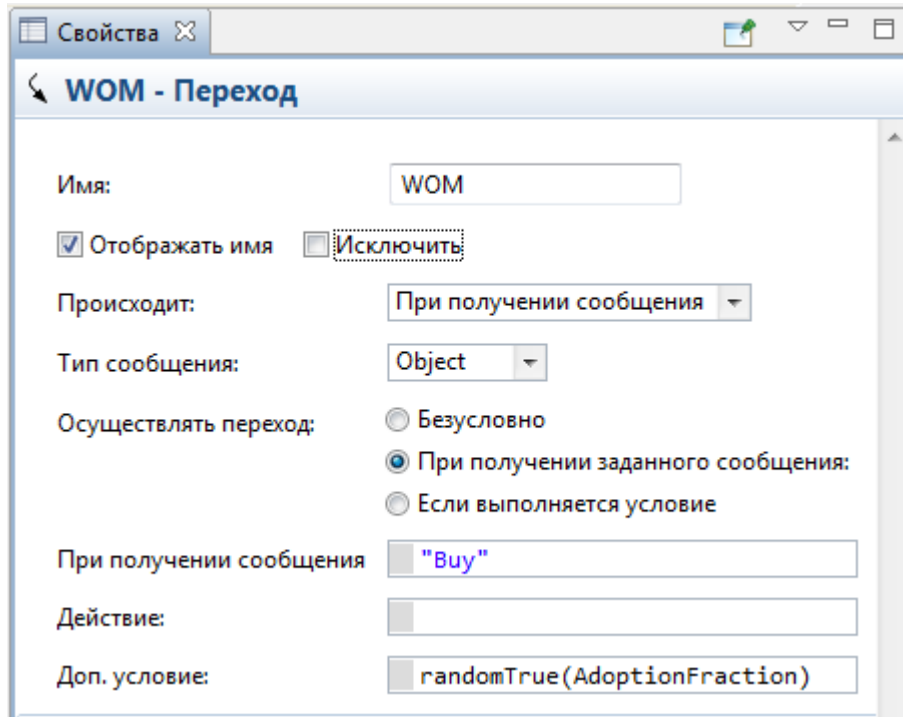 Свойства
WOM - Переход
Имя: WOM
Отображать имя Исключить
Происходит: При получении сообщения
Тип сообщения: Object
Осуществлять переход: Безусловно
При получении заданного сообщения:
Если выполняется условие
При получении сообщения "Buy"
Действие:
Доп. условие: randomTrue(AdoptionFraction)